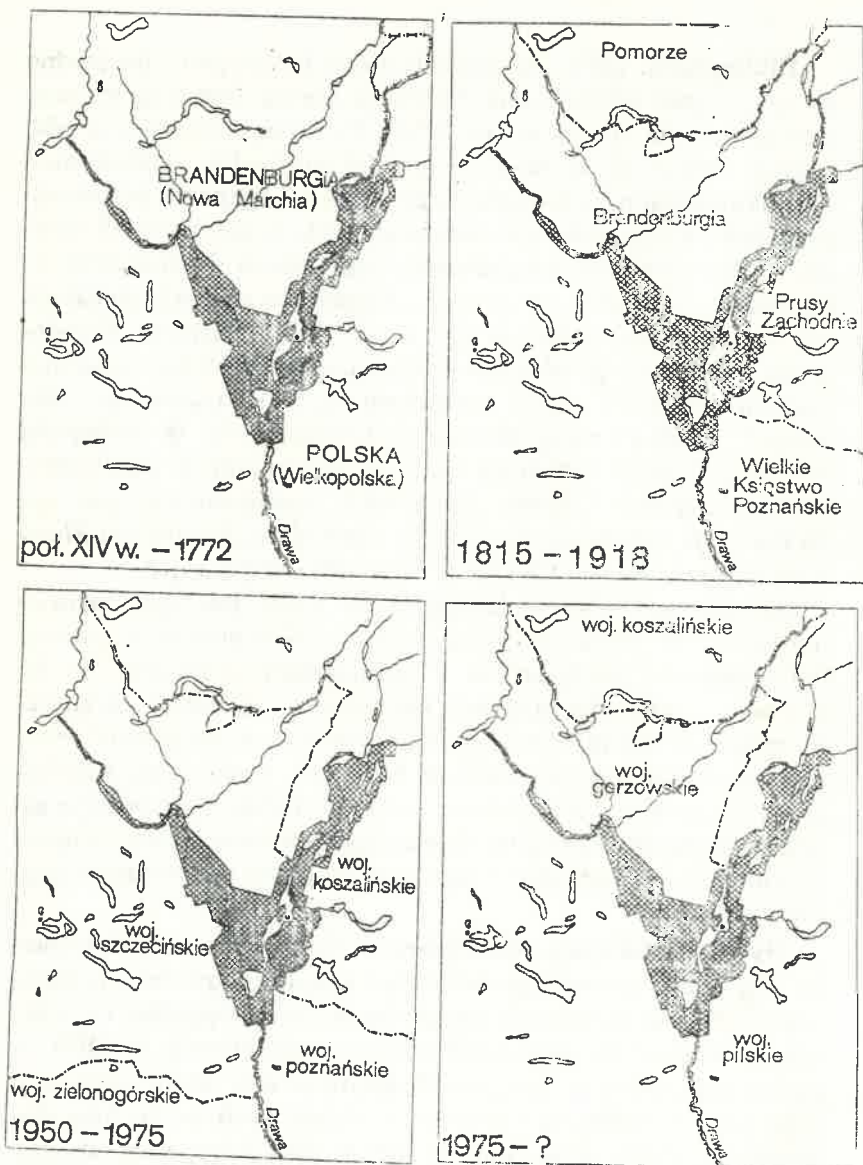 BRANDENBURGIA
(Nowa Marchia)
POLSKA
(Wielkopolska)
Drawa
poł. XIV w. – 1772
Pomorze
Brandenburgia
Prusy
Zachodnie
Wielkie
Księstwo
Poznańskie
Drawa
1815 – 1918
woj.
koszalińskie
woj.
szczecińskie
woj.
poznańskie
woj. zielonogórskie
Drawa
1950 – 1975
woj. koszalińskie
woj.
gorzowskie
woj.
pilskie
Drawa
1975 – ?